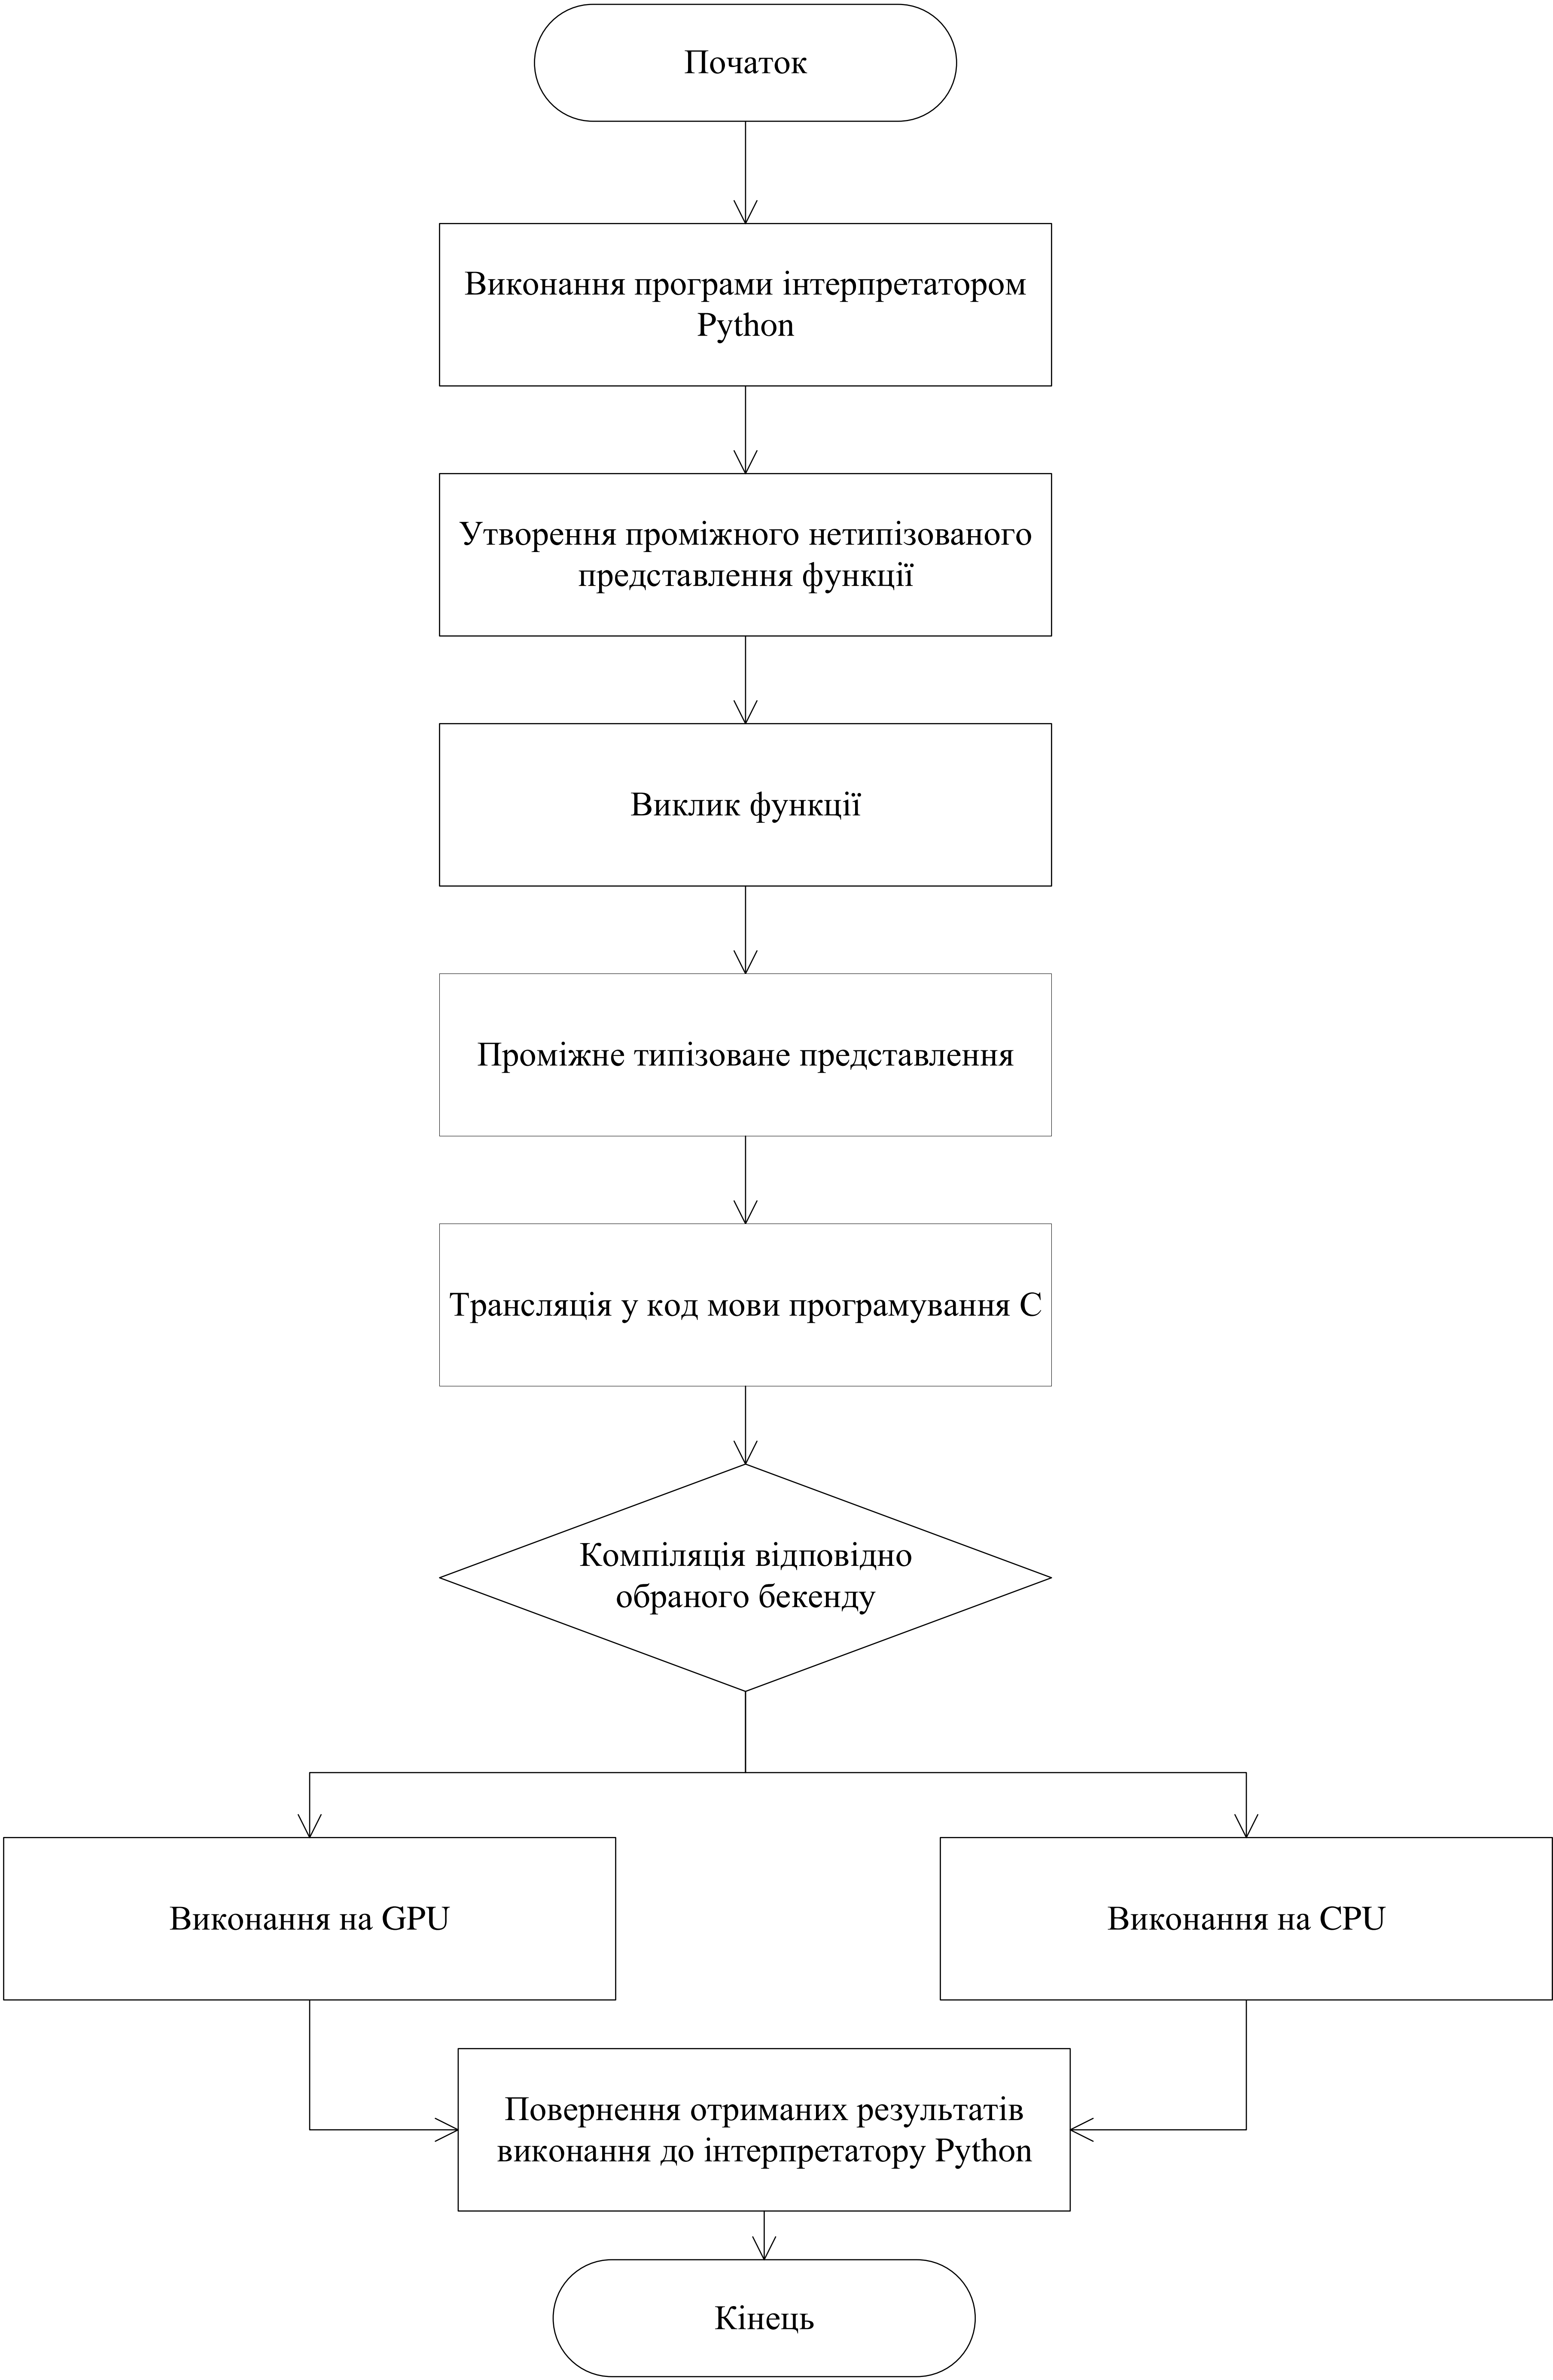 Початок
Виконання програми інтерпретатором
Python
Утворення проміжного нетипізованого
представлення функції
Виклик функції
Проміжне типізоване представлення
Трансляція у код мови програмування C
Компіляція відповідно
обраного бекенду
Виконання на GPU
Виконання на CPU
Повернення отриманих результатів
виконання до інтерпретатору Python
Кінець